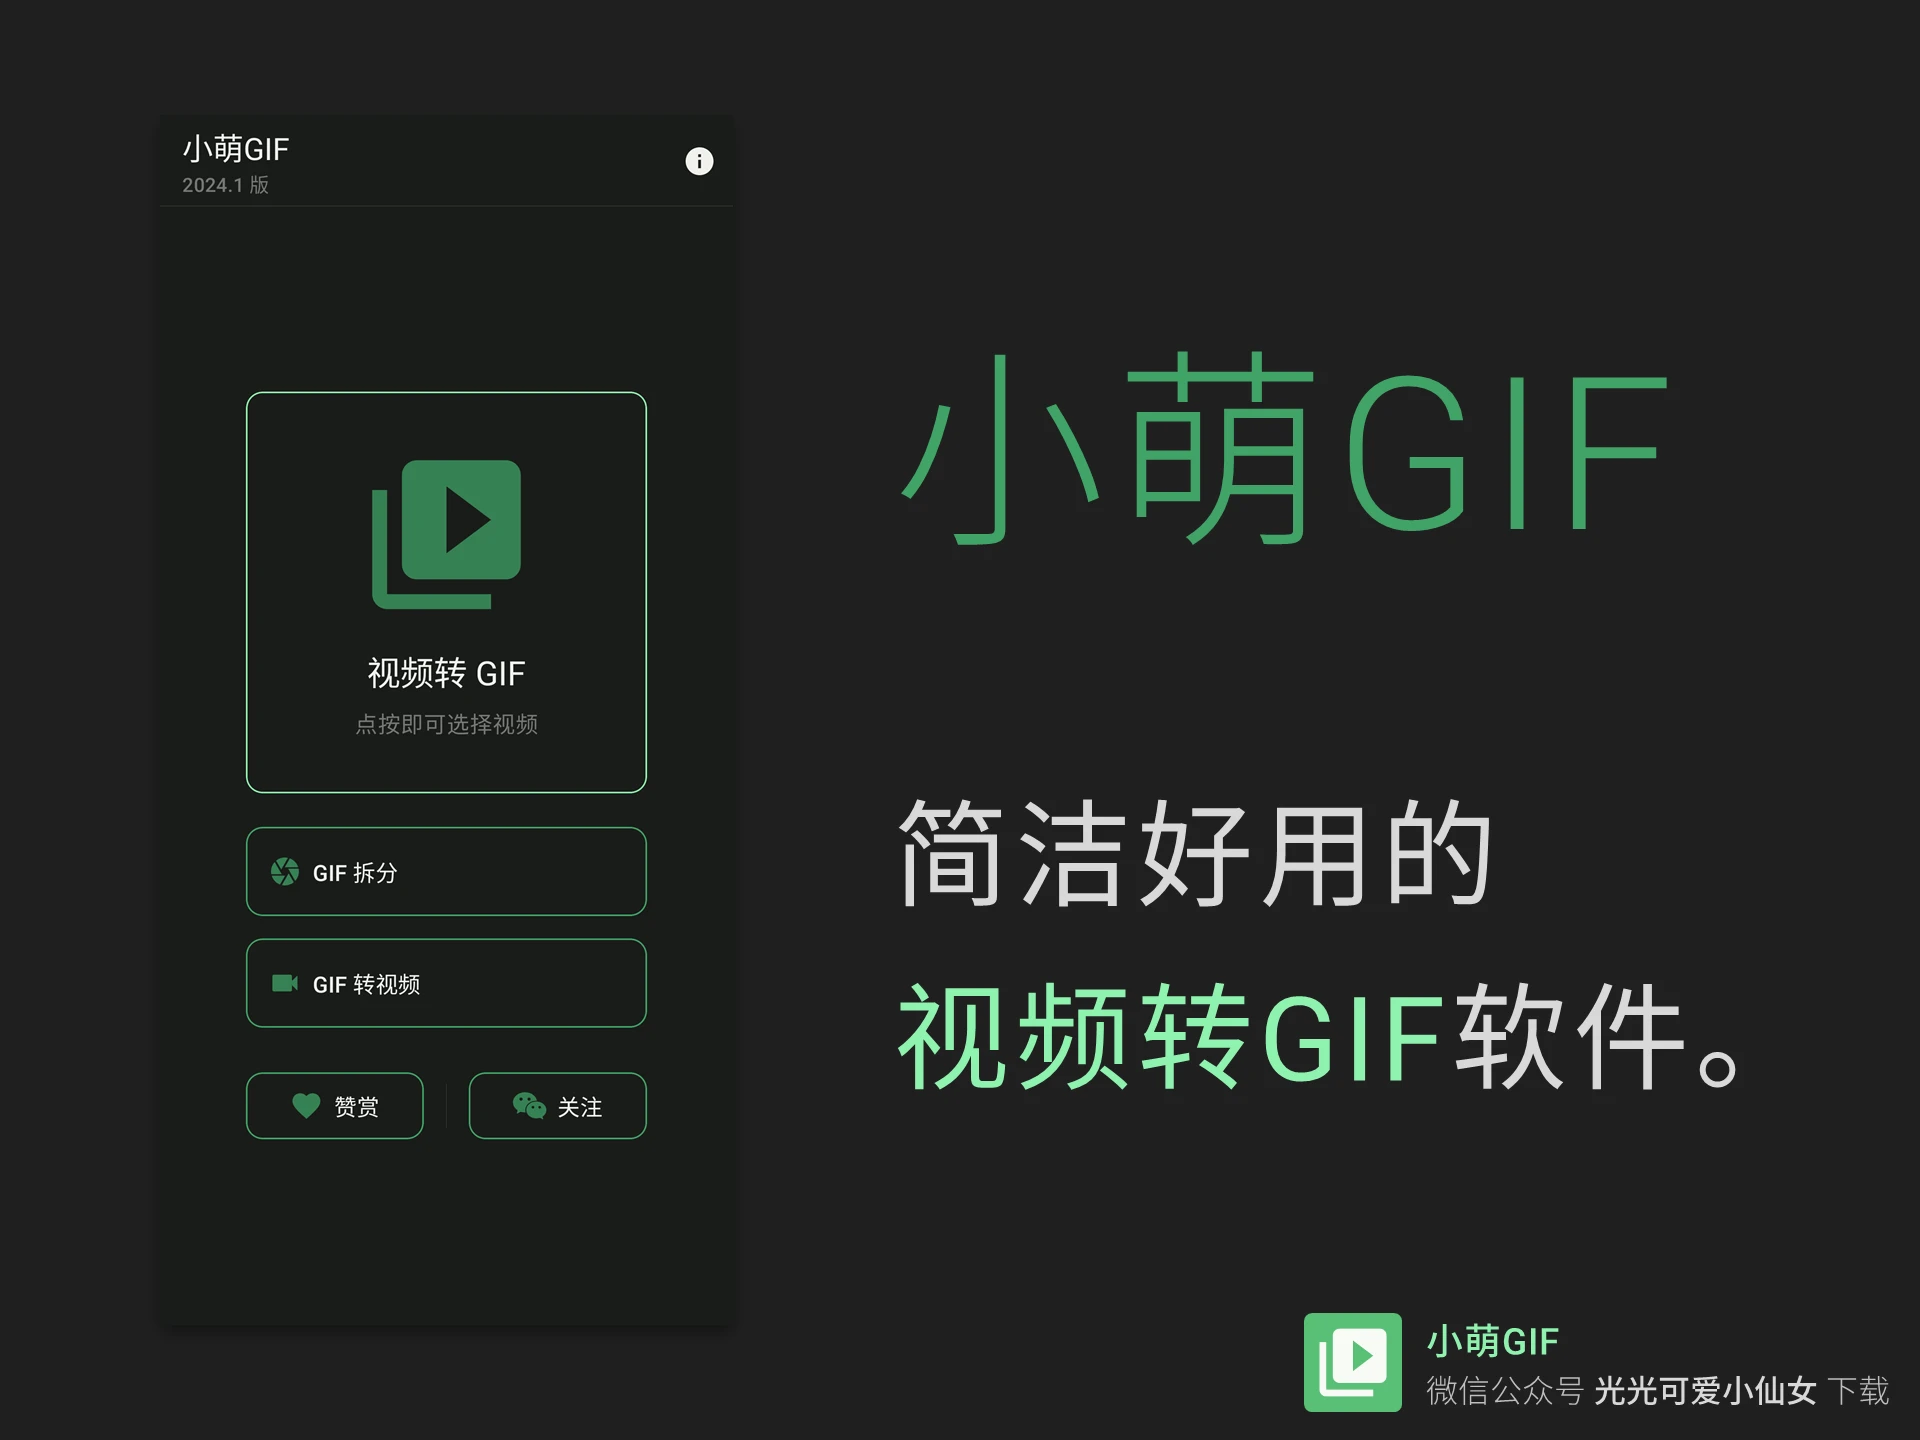 小萌GIF
2024.1 版
视频转 GIF
点按即可选择视频
GIF 拆分
GIF 转视频
赞赏
关注
小萌GIF
简洁好用的
视频转GIF软件。
小萌GIF
微信公众号 光光可爱小仙女 下载